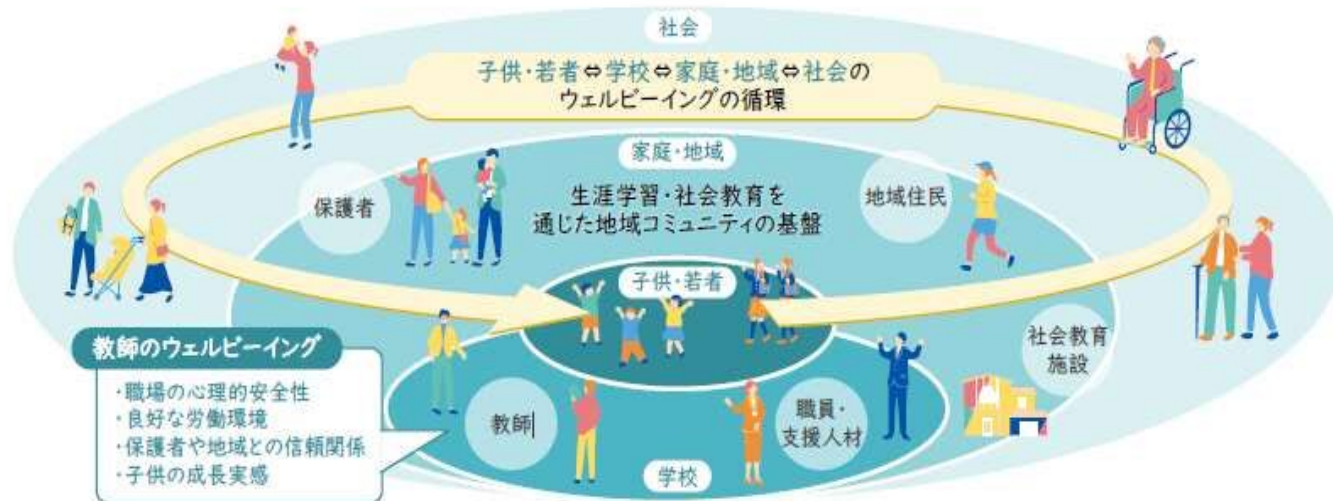 社会
子供・若者⇔学校⇔家庭・地域⇔社会の
ウェルビーイングの循環
家庭・地域
保護者
生涯学習・社会教育を
通じた地域コミュニティの基盤
地域住民
子供・若者
社会教育
施設
教師のウェルビーイング
・職場の心理的安全性
・良好な労働環境
・保護者や地域との信頼関係
・子供の成長実感
教師
職員・
支援人材
学校